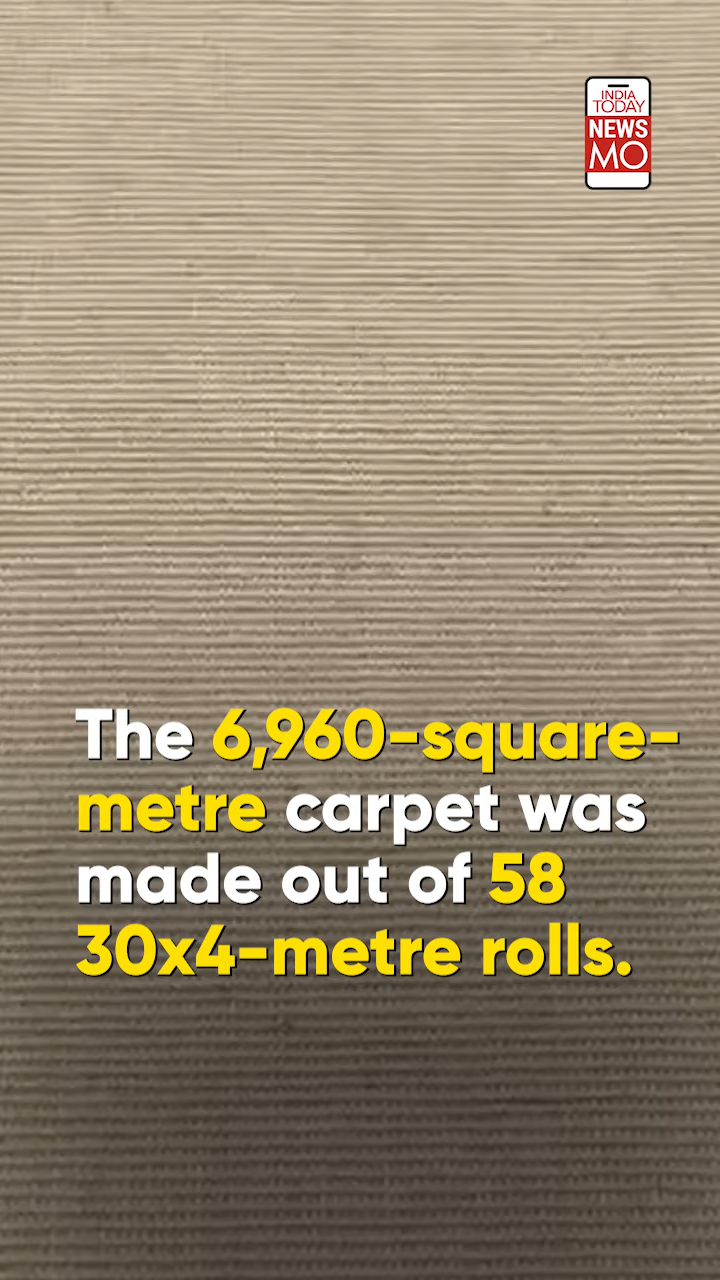 INDIA
TODAY
NEWS
MO
The 6,960-square-
metre carpet was
made out of 58
30x4-metre rolls.